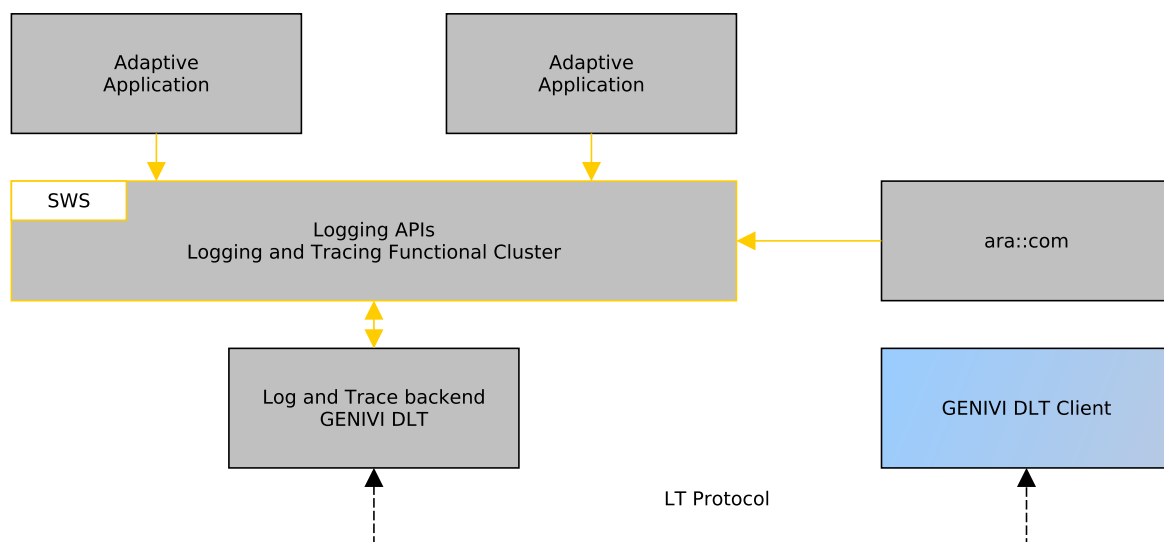 Adaptive
Application
Adaptive
Application
SWS
Logging APIs
Logging and Tracing Functional Cluster
ara::com
Log and Trace backend
GENIVI DLT
GENIVI DLT Client
LT Protocol